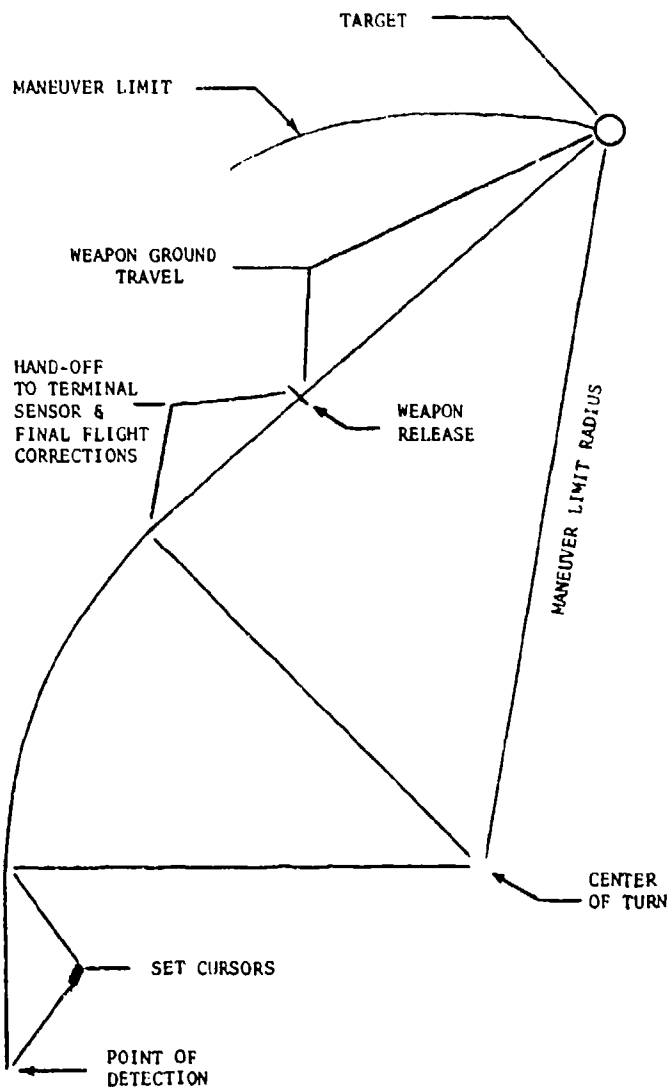 TARGET
MANEUVER LIMIT
WEAPON GROUND
TRAVEL
HAND-OFF
TO TERMINAL
SENSOR &
FINAL FLIGHT
CORRECTIONS
WEAPON
RELEASE
MANEUVER LIMIT RADIUS
CENTER
OF TURN
SET CURSORS
POINT OF
DETECTION